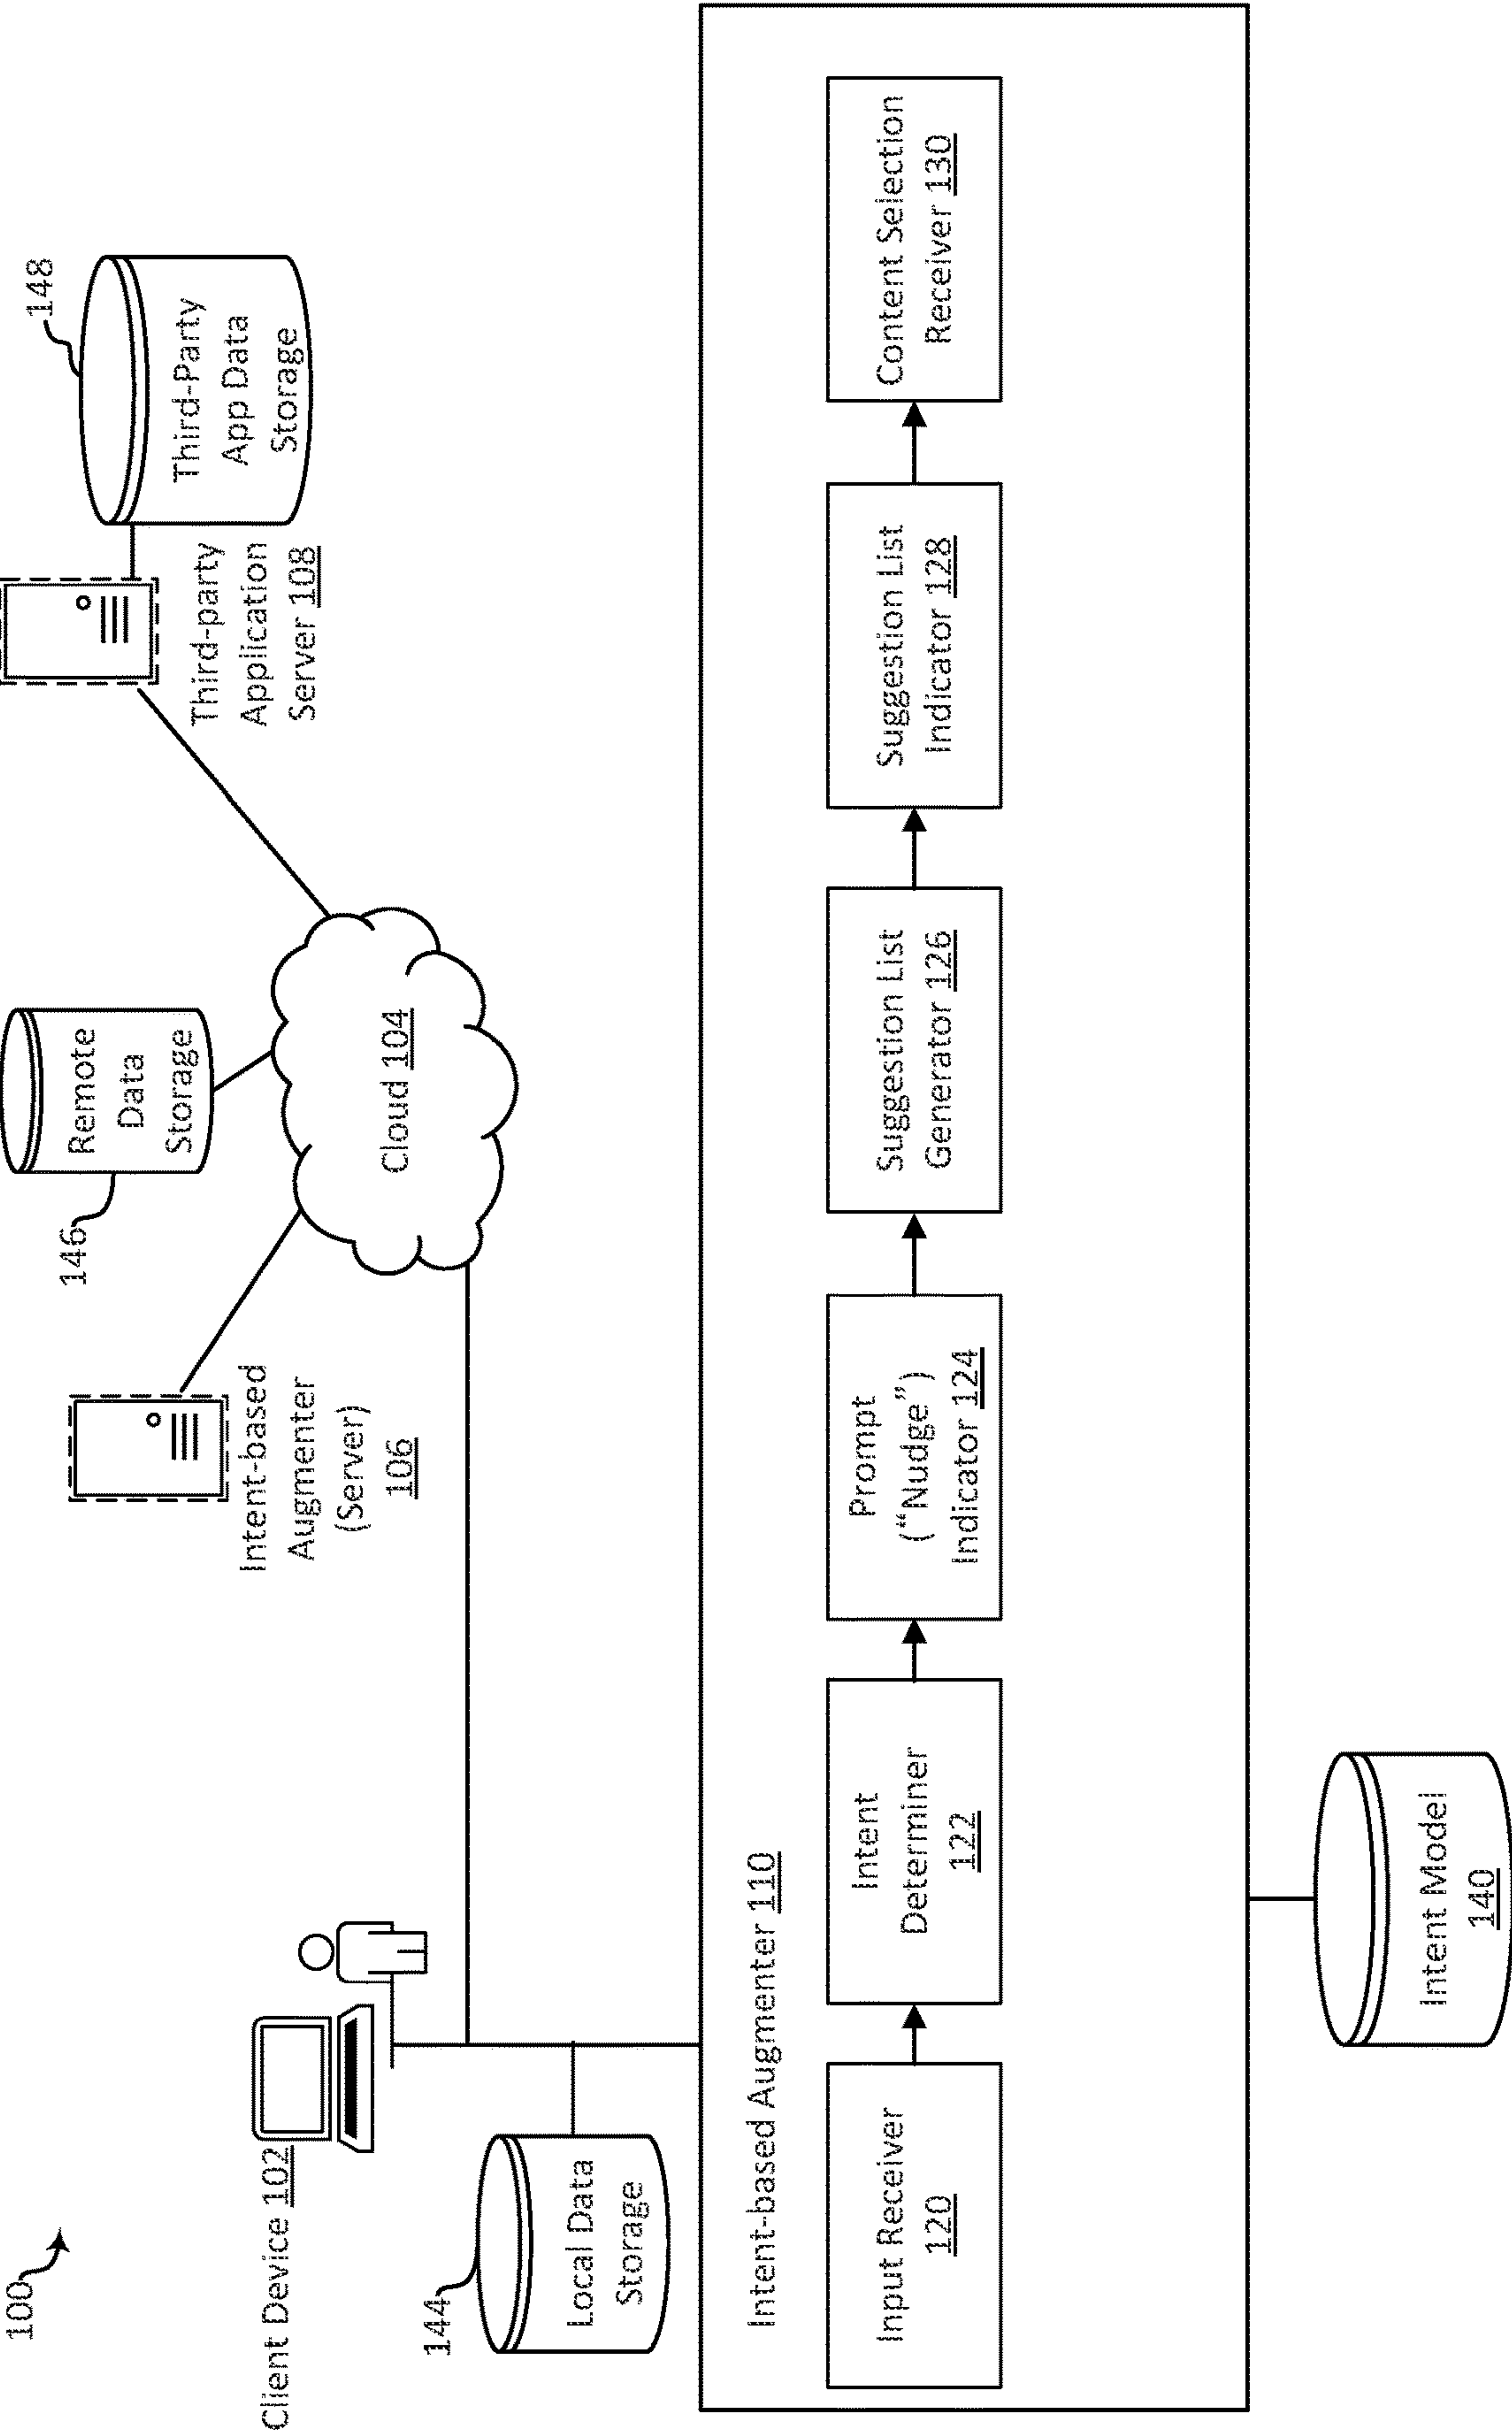 100
Client Device 102
144
Local Data
Storage
Intent-based
Augmenter
(Server)
106
146
Remote
Data
Storage
Cloud 104
Third-party
Application
Server 108
148
Third-Party
App Data
Storage
Intent-based Augmenter 110
Input Receiver
120
Intent
Determiner
122
Prompt
(“Nudge”)
Indicator 124
Suggestion List
Generator 126
Suggestion List
Indicator 128
Content Selection
Receiver 130
Intent Model
140